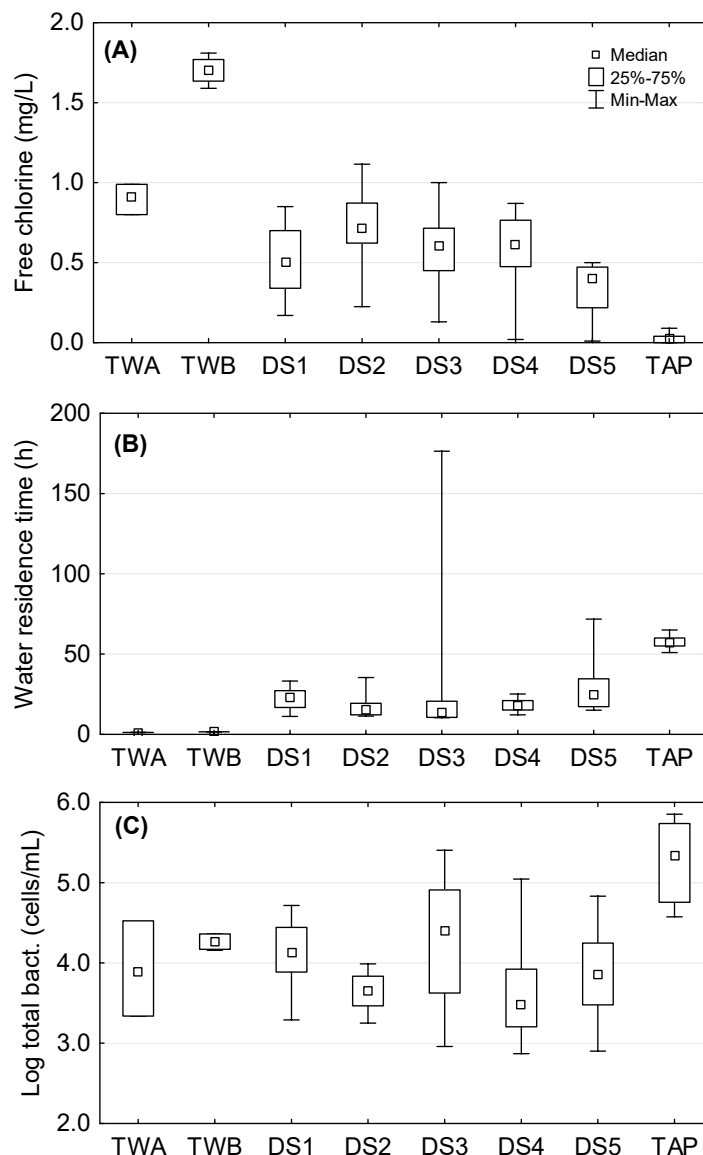 (A)
Free chlorine (mg/L)
2.0
1.5
1.0
0.5
0.0
Median
25%-75%
Min-Max
TWA TWB DS1 DS2 DS3 DS4 DS5 TAP
(B)
Water residence time (h)
200
150
100
50
0
TWA TWB DS1 DS2 DS3 DS4 DS5 TAP
(C)
Log total bact. (cells/mL)
6.0
5.0
4.0
3.0
2.0
TWA TWB DS1 DS2 DS3 DS4 DS5 TAP